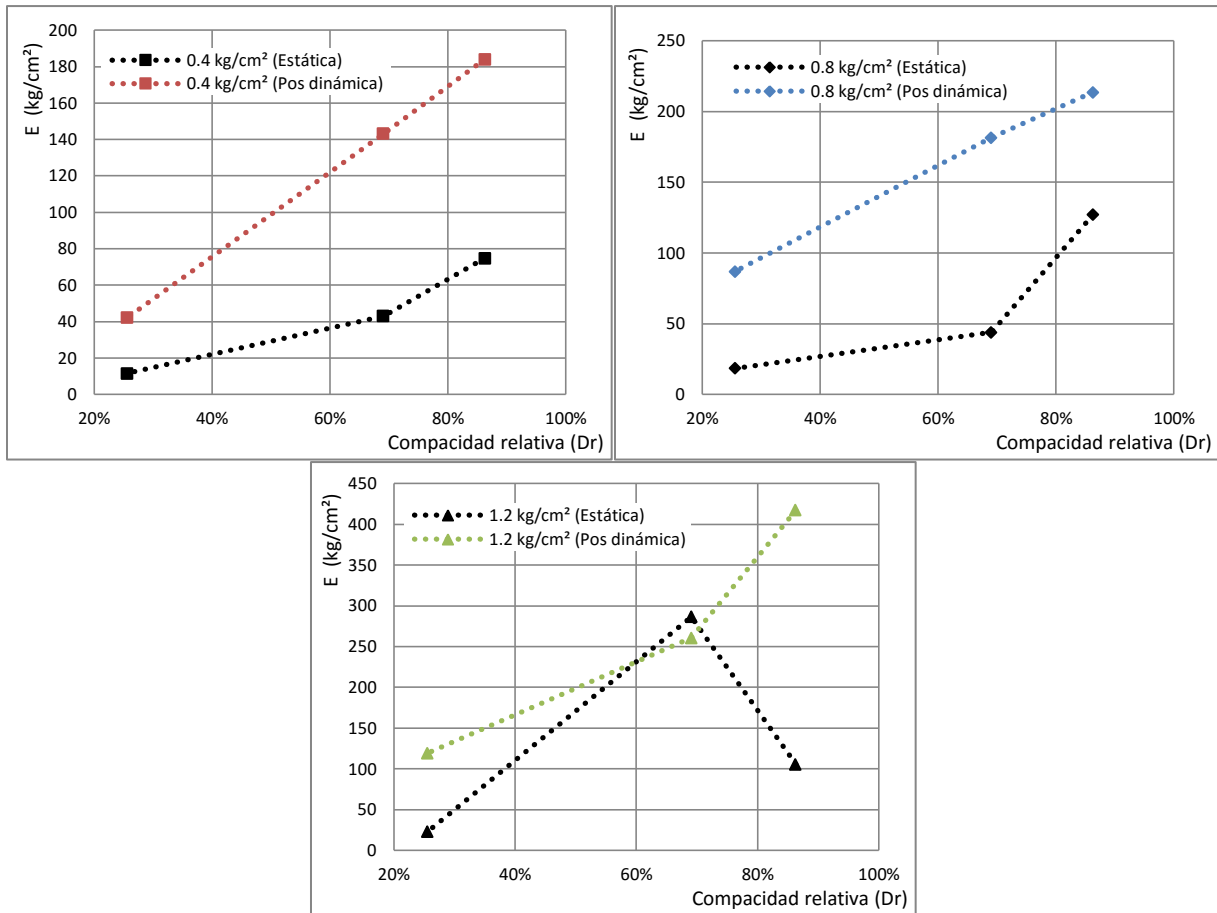 E (kg/cm²)
200
180
160
140
120
100
80
60
40
20
0
20% 40% 60% 80% 100%
Compacidad relativa (Dr)
0.4 kg/cm² (Estática)
0.4 kg/cm² (Pos dinámica)
E (kg/cm²)
250
200
150
100
50
0
20% 40% 60% 80% 100%
Compacidad relativa (Dr)
0.8 kg/cm² (Estática)
0.8 kg/cm² (Pos dinámica)
E (kg/cm²)
450
400
350
300
250
200
150
100
50
0
20% 40% 60% 80% 100%
Compacidad relativa (Dr)
1.2 kg/cm² (Estática)
1.2 kg/cm² (Pos dinámica)